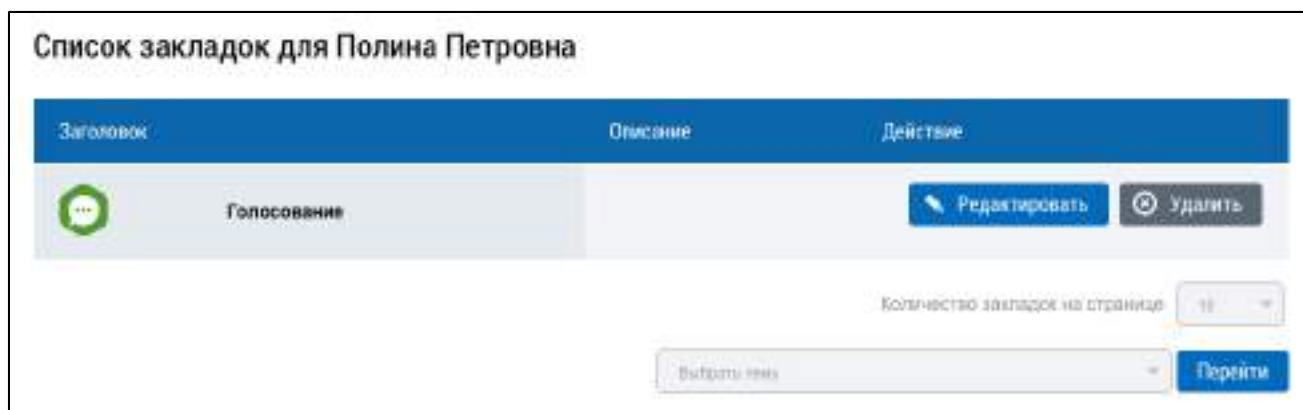 Список закладок для Полина Петровна
Заголовок Описание Действие
Голосование Редактировать Удалить
Количество закладок на странице 10
Выбрать тему Перейти